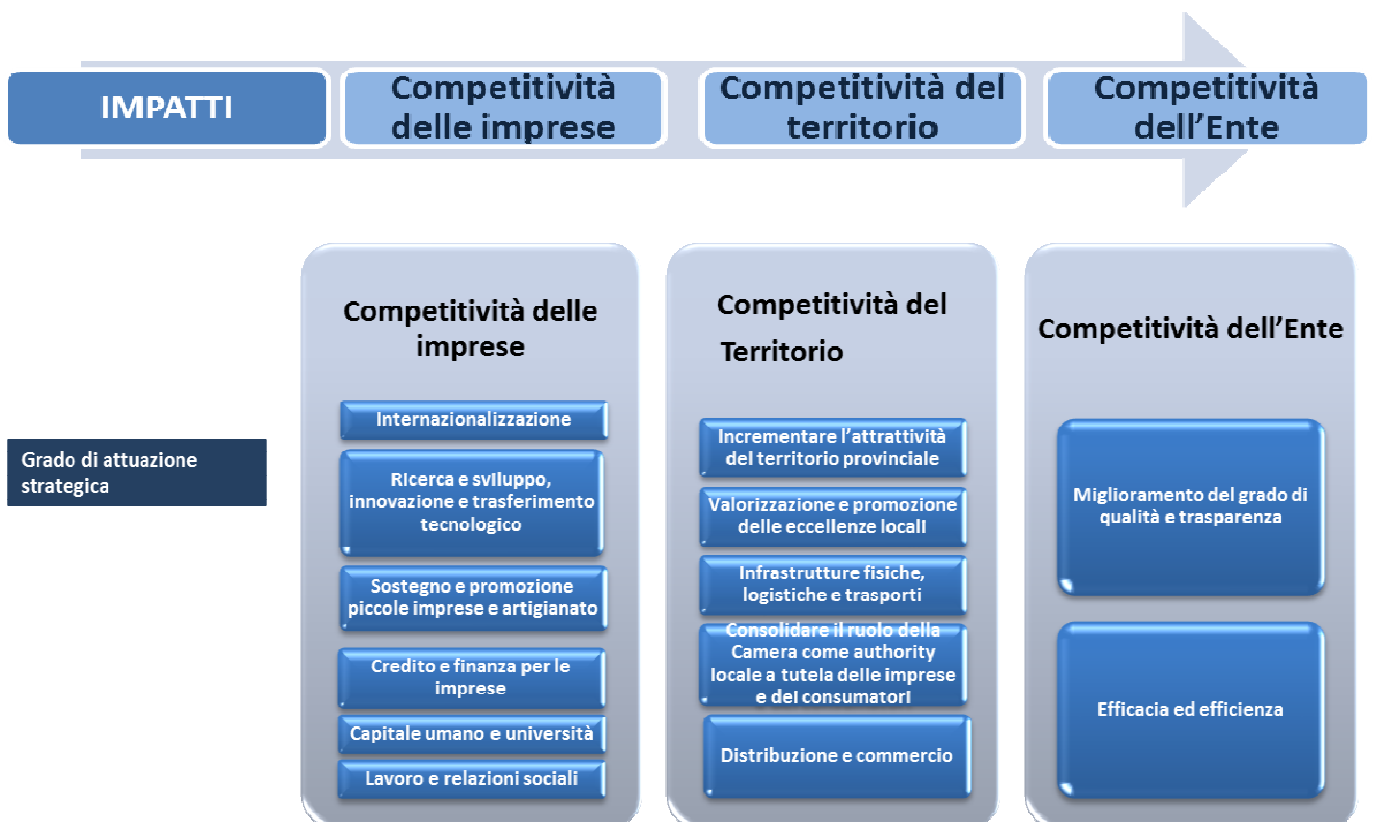 IMPATTI
Competitività
delle imprese
Competitività del
territorio
Competitività
dell'Ente
Grado di attuazione
strategica
Competitività delle
imprese
Internazionalizzazione
Ricerca e sviluppo,
innovazione e trasferimento
tecnologico
Sostegno e promozione
piccole imprese e artigianato
Credito e finanza per le
imprese
Capitale umano e università
Lavoro e relazioni sociali
Competitività del
Territorio
Incrementare l'attrattività
del territorio provinciale
Valorizzazione e promozione
delle eccellenze locali
Infrastrutture fisiche,
logistiche e trasporti
Consolidare il ruolo della
Camera come authority
locale a tutela delle imprese
e dei consumatori
Distribuzione e commercio
Competitività dell'Ente
Miglioramento del grado di
qualità e trasparenza
Efficacia ed efficienza